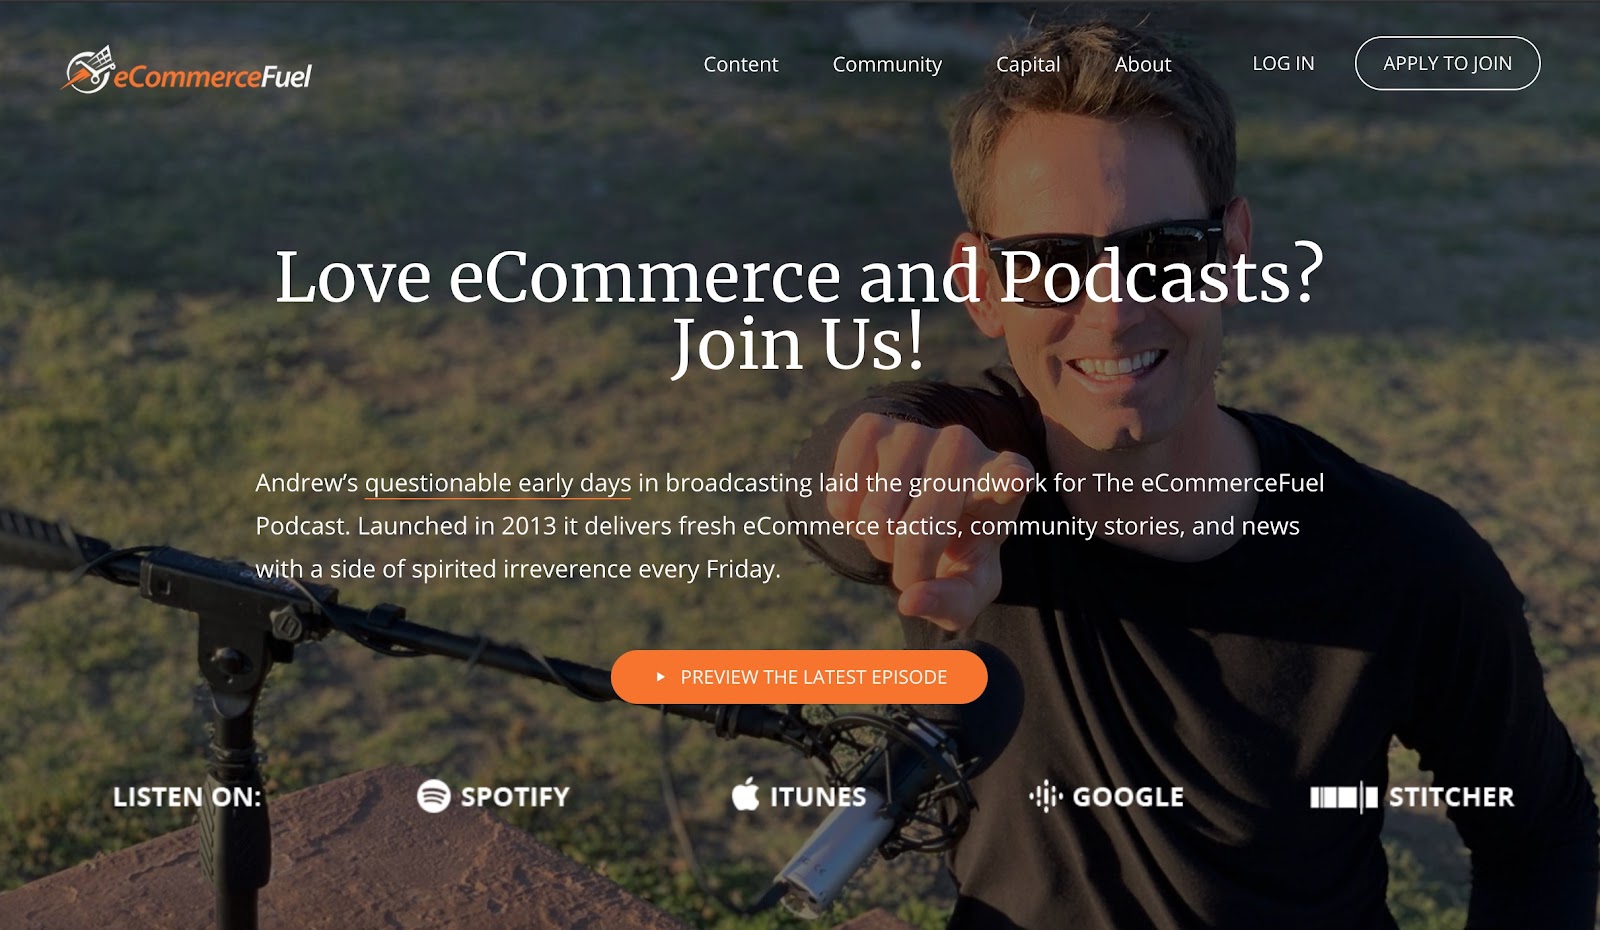 eCommerceFuel
Content
Community
Capital
About
LOG IN
APPLY TO JOIN
Love eCommerce and Podcasts?
Join Us!
Andrew’s questionable early days in broadcasting laid the groundwork for The eCommerceFuel
Podcast. Launched in 2013 it delivers fresh eCommerce tactics, community stories, and news
with a side of spirited irreverence every Friday.
PREVIEW THE LATEST EPISODE
LISTEN ON:
SPOTIFY
ITUNES
GOOGLE
STITCHER